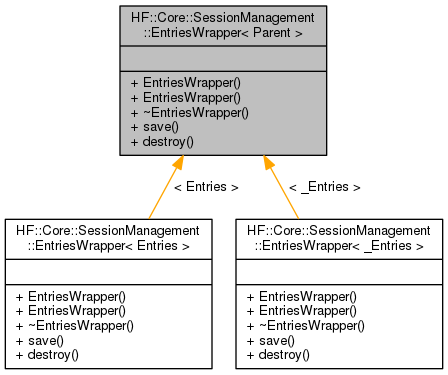 HF::Core::SessionManagement
::EntriesWrapper< Parent >
+ EntriesWrapper()
+ EntriesWrapper()
+ ~EntriesWrapper()
+ save()
+ destroy()
< Entries >
< _Entries >
HF::Core::SessionManagement
::EntriesWrapper< Entries >
+ EntriesWrapper()
+ EntriesWrapper()
+ ~EntriesWrapper()
+ save()
+ destroy()
HF::Core::SessionManagement
::EntriesWrapper< _Entries >
+ EntriesWrapper()
+ EntriesWrapper()
+ ~EntriesWrapper()
+ save()
+ destroy()